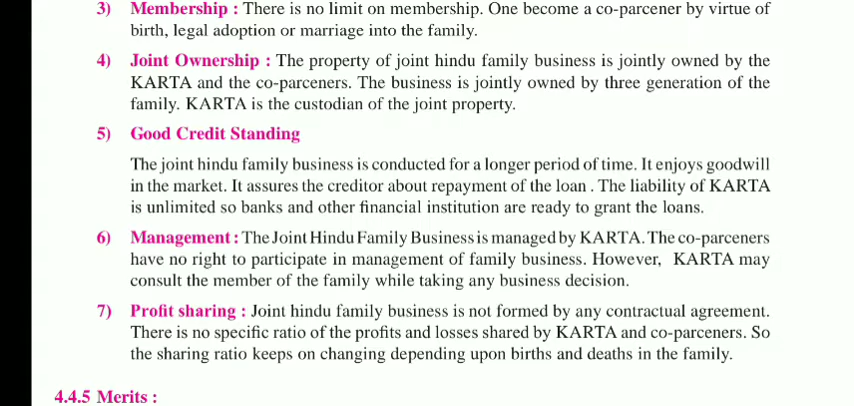 3) Membership : There is no limit on membership. One become a co-parcener by virtue of
birth, legal adoption or marriage into the family.
4) Joint Ownership : The property of joint hindu family business is jointly owned by the
KARTA and the co-parceners. The business is jointly owned by three generation of the
family. KARTA is the custodian of the joint property.
5) Good Credit Standing
The joint hindu family business is conducted for a longer period of time. It enjoys goodwill
in the market. It assures the creditor about repayment of the loan . The liability of KARTA
is unlimited so banks and other financial institution are ready to grant the loans.
6) Management : The Joint Hindu Family Business is managed by KARTA. The co-parceners
have no right to participate in management of family business. However, KARTA may
consult the member of the family while taking any business decision.
7) Profit sharing : Joint hindu family business is not formed by any contractual agreement.
There is no specific ratio of the profits and losses shared by KARTA and co-parceners. So
the sharing ratio keeps on changing depending upon births and deaths in the family.
4.4.5 Merits :